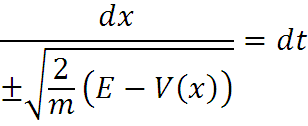 dx / ±√(2/m (E − V(x))) = dt